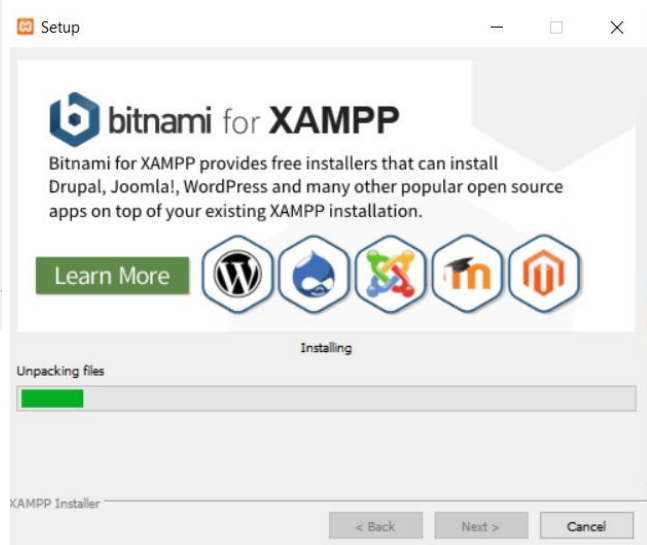 Setup
bitnami for XAMPP
Bitnami for XAMPP provides free installers that can install
Drupal, Joomla!, WordPress and many other popular open source
apps on top of your existing XAMPP installation.
Learn More
Installing
Unpacking files
XAMPP Installer
< Back
Next >
Cancel